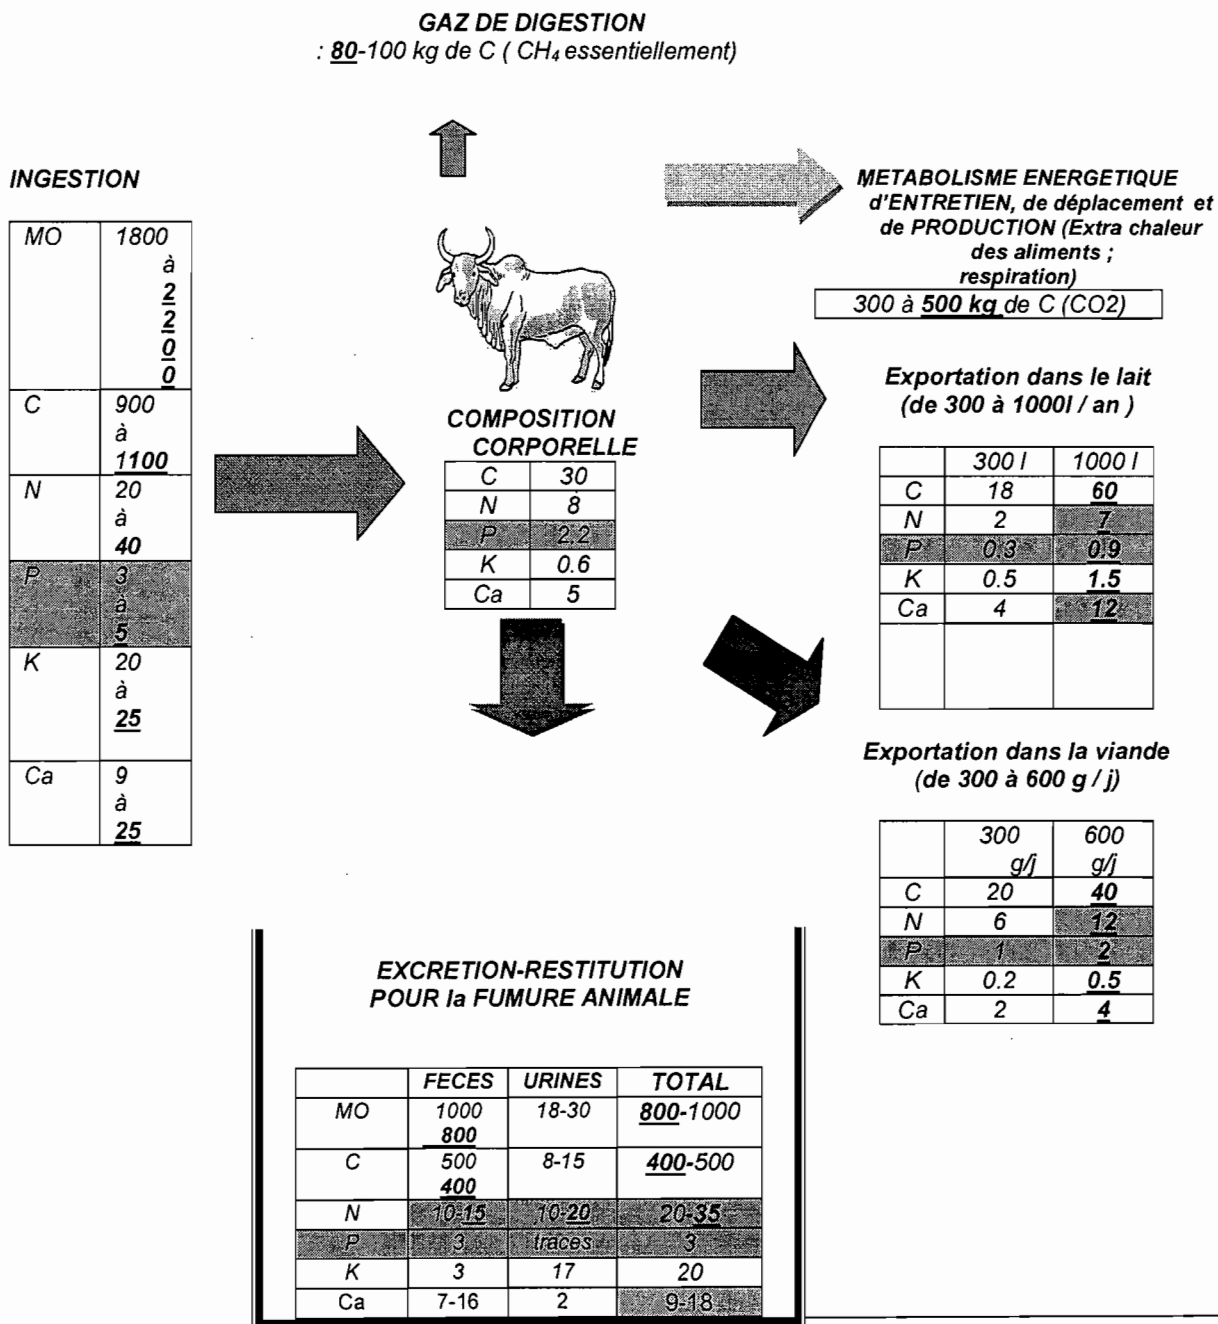 GAZ DE DIGESTION
: 80-100 kg de C ( CH4 essentiellement)
INGESTION
MO 1800
à
2
2
0
0
C 900
à
1100
N 20
à
40
P 3
à
5
K 20
à
25
Ca 9
à
25
COMPOSITION
CORPORELLE
C 30
N 8
P 2.2
K 0.6
Ca 5
METABOLISME ENERGETIQUE
d'ENTRETIEN, de déplacement et
de PRODUCTION (Extra chaleur
des aliments ;
respiration)
300 à 500 kg de C (CO2)
Exportation dans le lait
(de 300 à 1000l / an )
300 l 1000 l
C 18 60
N 2 7
P 0.3 0.9
K 0.5 1.5
Ca 4 12
Exportation dans la viande
(de 300 à 600 g / j)
300 600
g/j g/j
C 20 40
N 6 12
P 1 2
K 0.2 0.5
Ca 2 4
EXCRETION-RESTITUTION
POUR la FUMURE ANIMALE
FECES URINES TOTAL
MO 1000 18-30 800-1000
800
C 500 8-15 400-500
400
N 10-15 10-20 20-35
P 3 traces 3
K 3 17 20
Ca 7-16 2 9-18